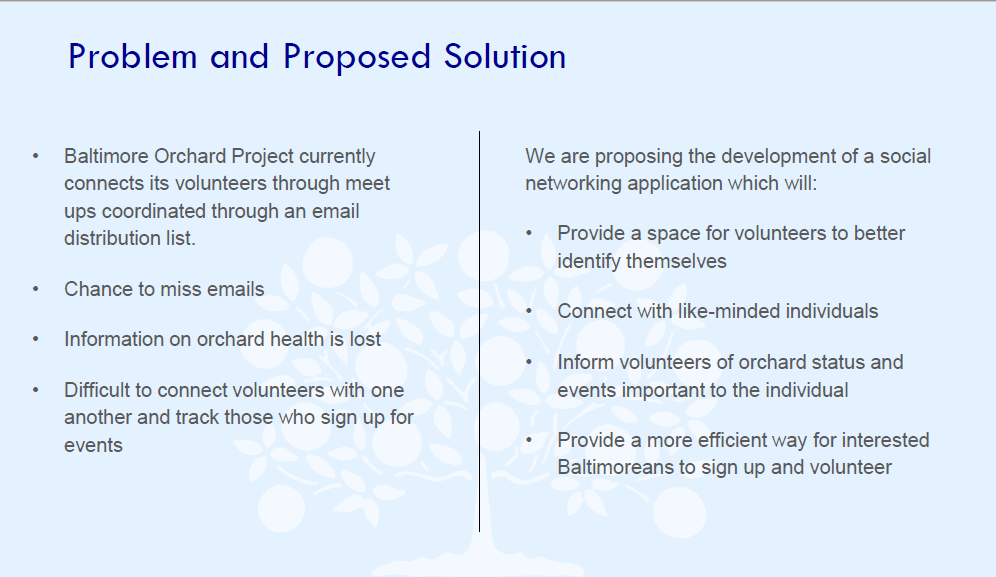 Problem and Proposed Solution
• Baltimore Orchard Project currently
connects its volunteers through meet
ups coordinated through an email
distribution list.
• Chance to miss emails
• Information on orchard health is lost
• Difficult to connect volunteers with one
another and track those who sign up for
events
We are proposing the development of a social
networking application which will:
• Provide a space for volunteers to better
identify themselves
• Connect with like-minded individuals
• Inform volunteers of orchard status and
events important to the individual
• Provide a more efficient way for interested
Baltimoreans to sign up and volunteer